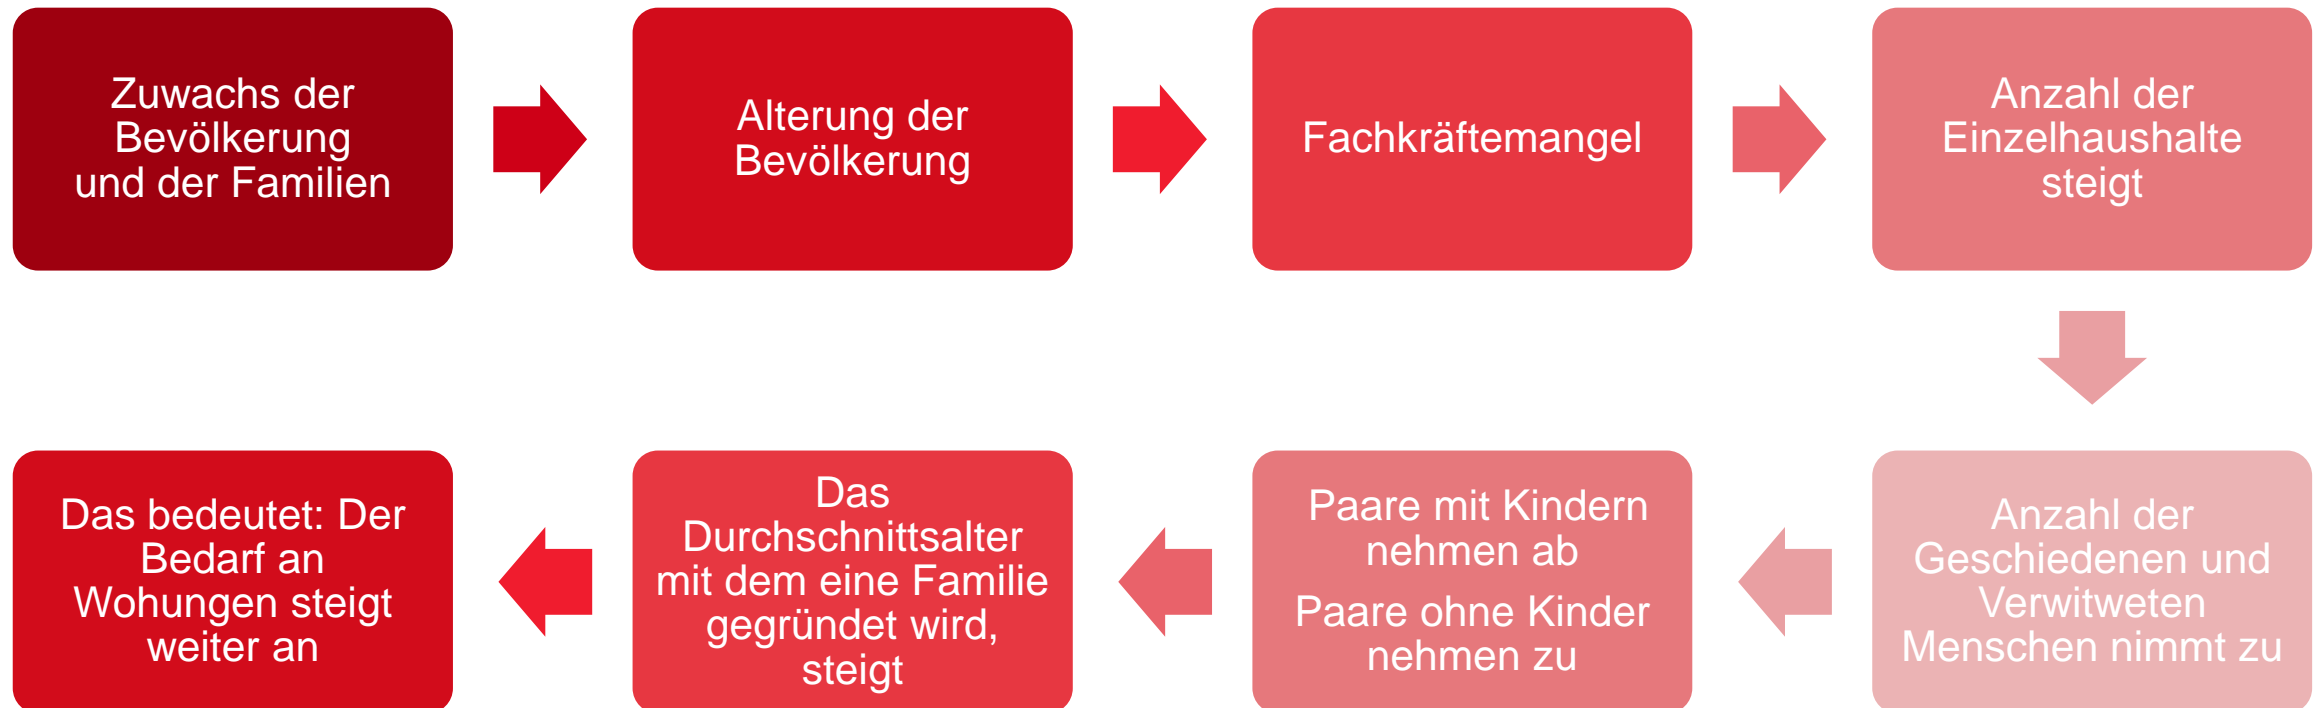 Zuwachs der
Bevölkerung
und der Familien
Alterung der
Bevölkerung
Fachkräftemangel
Anzahl der
Einzelhaushalte
steigt
Anzahl der
Geschiedenen und
Verwitweten
Menschen nimmt zu
Paare mit Kindern
nehmen ab
Paare ohne Kinder
nehmen zu
Das
Durchschnittsalter
mit dem eine Familie
gegründet wird,
steigt
Das bedeutet: Der
Bedarf an
Wohungen steigt
weiter an